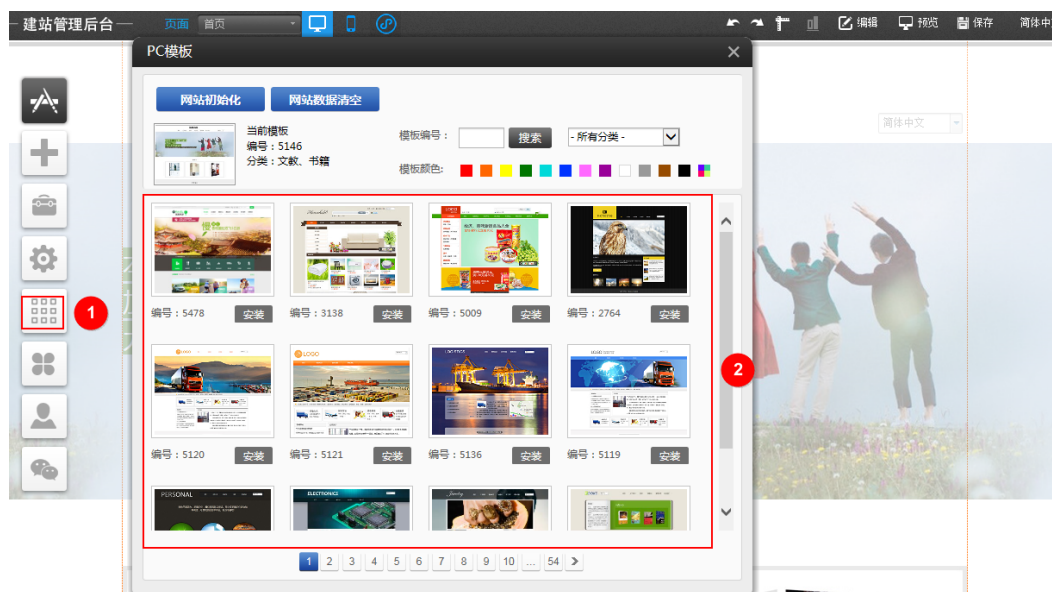 建站管理后台
页面
首页
编辑
预览
保存
简体中
PC模板
网站初始化
网站数据清空
当前模板
编号：5146
分类：文教、书籍
模板编号：
搜索
- 所有分类 -
模板颜色:
简体中文
编号：5478
安装
编号：3138
安装
编号：5009
安装
编号：2764
安装
1
2
LOGO
LOGISTICS
编号：5120
安装
编号：5121
安装
编号：5136
安装
编号：5119
安装
PERSONAL
ELECTRONICS
Jewelry
1 2 3 4 5 6 7 8 9 10 ... 54